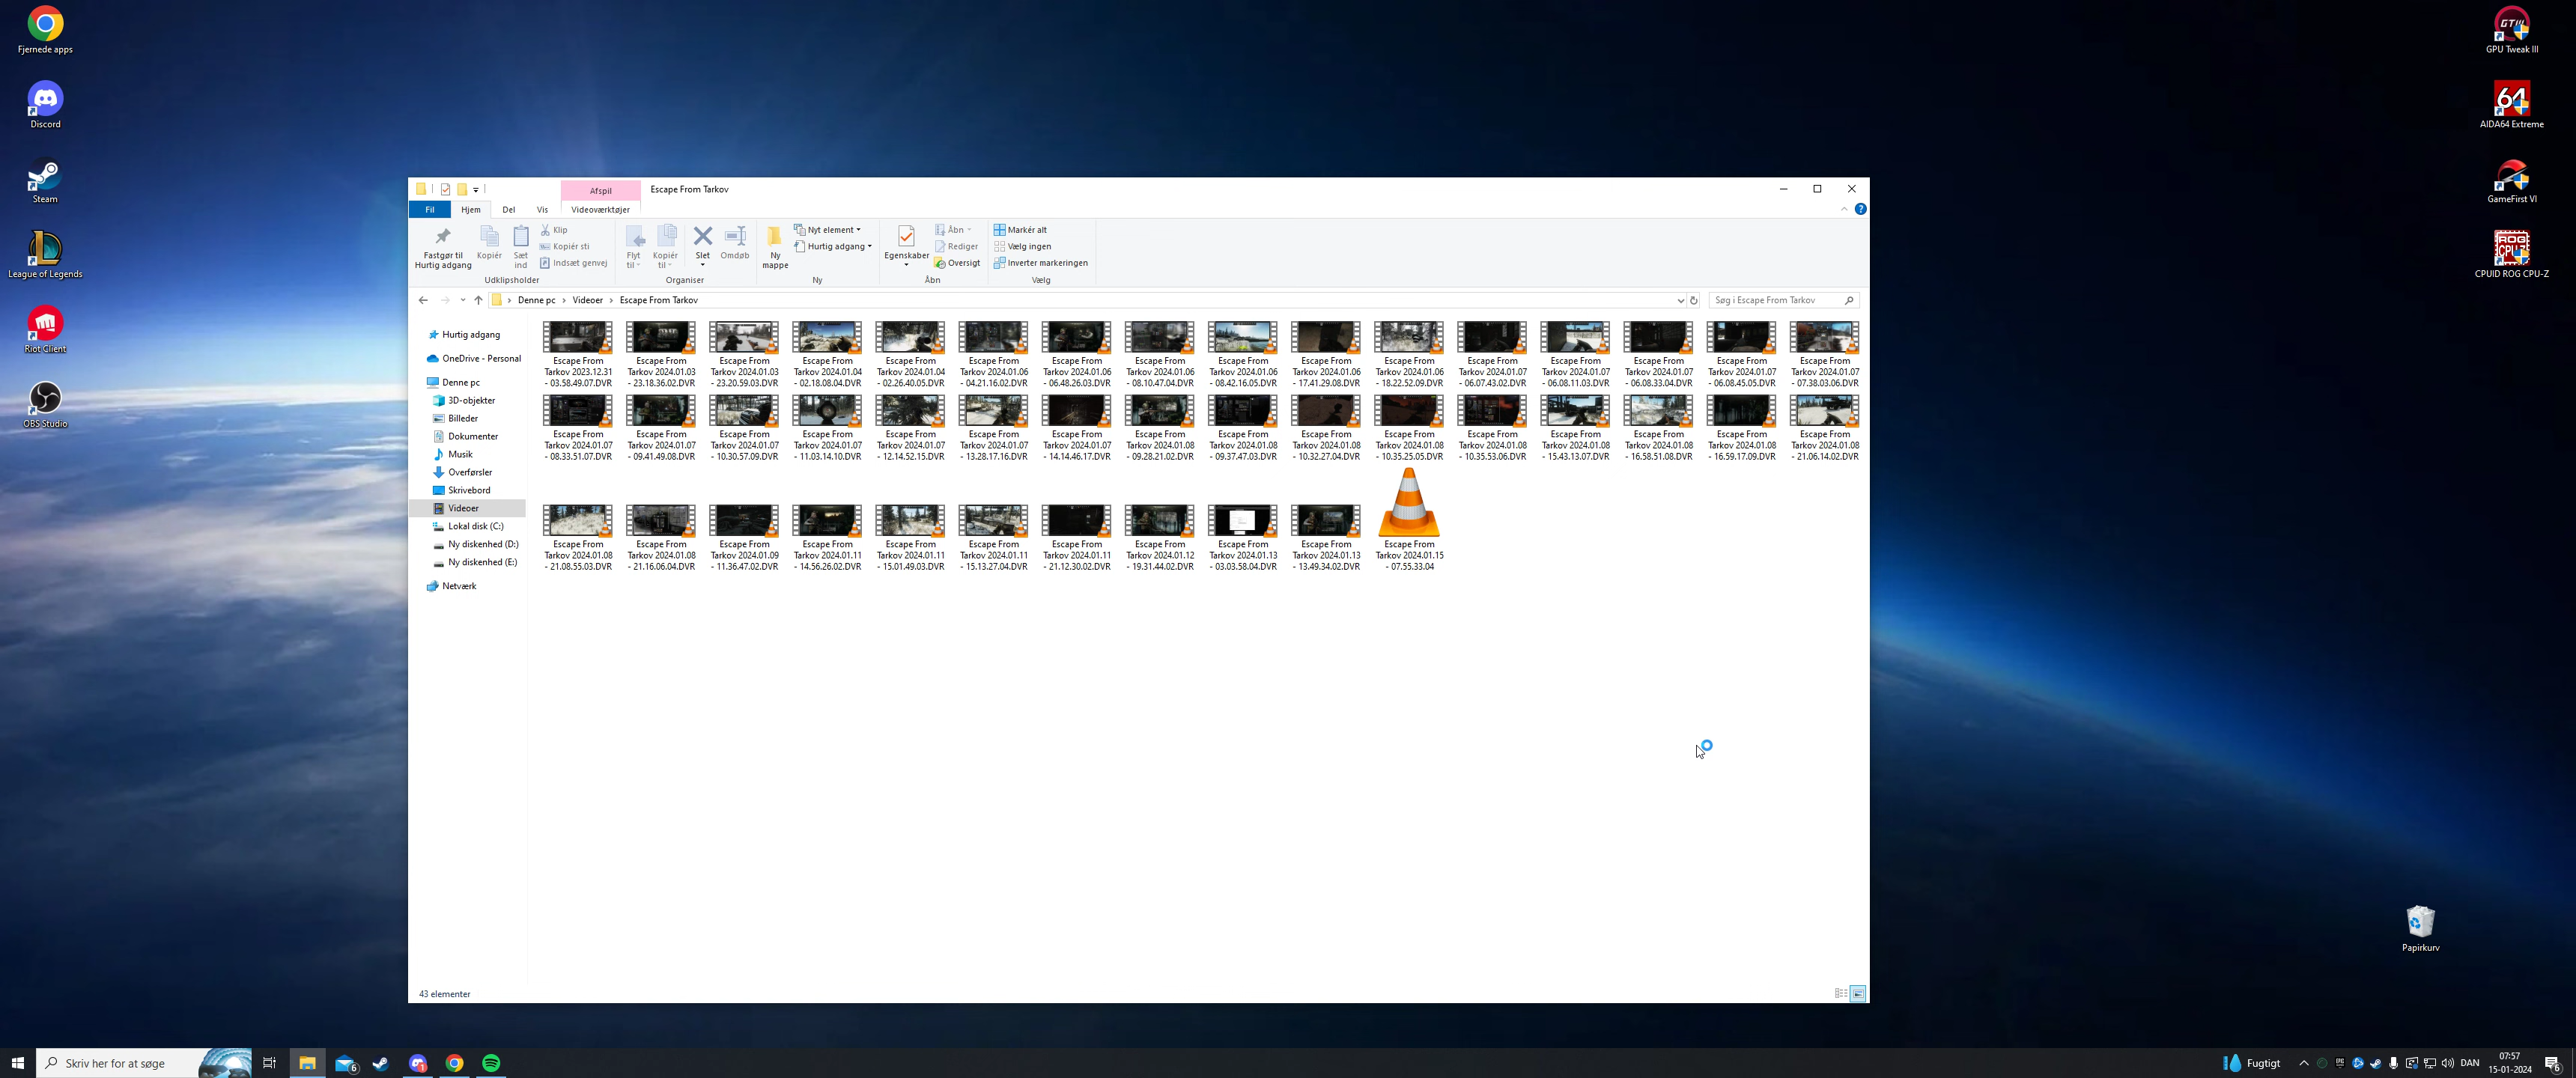 Fjernede apps
Discord
Steam
League of Legends
Riot Client
OBS Studio
GPU Tweak III
AIDA64 Extreme
GameFirst VI
CPUID ROG CPU-Z
Papirkurv
Afspil
Escape From Tarkov
Fil
Hjem
Del
Vis
Videoværktøjer
Fastgør til
Hurtig adgang
Kopiér
Sæt
ind
Klip
Kopiér sti
Indsæt genvej
Udklipsholder
Flyt
til
Kopiér
til
Slet
Omdøb
Organiser
Ny
mappe
Nyt element
Hurtig adgang
Ny
Egenskaber
Åbn
Rediger
Oversigt
Åbn
Markér alt
Vælg ingen
Inverter markeringen
Vælg
Denne pc > Videoer > Escape From Tarkov
Søg i Escape From Tarkov
Hurtig adgang
OneDrive - Personal
Denne pc
3D-objekter
Billeder
Dokumenter
Musik
Overførsler
Skrivebord
Videoer
Lokal disk (C:)
Ny diskenhed (D:)
Ny diskenhed (E:)
Netværk
Escape From
Tarkov 2023.12.31
- 03.58.49.07.DVR
Escape From
Tarkov 2024.01.03
- 23.18.36.02.DVR
Escape From
Tarkov 2024.01.03
- 23.20.59.03.DVR
Escape From
Tarkov 2024.01.04
- 02.18.08.04.DVR
Escape From
Tarkov 2024.01.04
- 02.26.40.05.DVR
Escape From
Tarkov 2024.01.06
- 04.21.16.02.DVR
Escape From
Tarkov 2024.01.06
- 06.48.26.03.DVR
Escape From
Tarkov 2024.01.06
- 08.10.47.04.DVR
Escape From
Tarkov 2024.01.06
- 08.42.16.05.DVR
Escape From
Tarkov 2024.01.06
- 17.41.29.08.DVR
Escape From
Tarkov 2024.01.06
- 18.22.52.09.DVR
Escape From
Tarkov 2024.01.07
- 06.07.43.02.DVR
Escape From
Tarkov 2024.01.07
- 06.08.11.03.DVR
Escape From
Tarkov 2024.01.07
- 06.08.33.04.DVR
Escape From
Tarkov 2024.01.07
- 06.08.45.05.DVR
Escape From
Tarkov 2024.01.07
- 07.38.03.06.DVR
Escape From
Tarkov 2024.01.07
- 08.33.51.07.DVR
Escape From
Tarkov 2024.01.07
- 09.41.49.08.DVR
Escape From
Tarkov 2024.01.07
- 10.30.57.09.DVR
Escape From
Tarkov 2024.01.07
- 11.03.14.10.DVR
Escape From
Tarkov 2024.01.07
- 12.14.52.15.DVR
Escape From
Tarkov 2024.01.07
- 13.28.17.16.DVR
Escape From
Tarkov 2024.01.07
- 14.14.46.17.DVR
Escape From
Tarkov 2024.01.08
- 09.28.21.02.DVR
Escape From
Tarkov 2024.01.08
- 09.37.47.03.DVR
Escape From
Tarkov 2024.01.08
- 10.32.27.04.DVR
Escape From
Tarkov 2024.01.08
- 10.35.25.05.DVR
Escape From
Tarkov 2024.01.08
- 10.35.53.06.DVR
Escape From
Tarkov 2024.01.08
- 15.43.13.07.DVR
Escape From
Tarkov 2024.01.08
- 16.58.51.08.DVR
Escape From
Tarkov 2024.01.08
- 16.59.17.09.DVR
Escape From
Tarkov 2024.01.08
- 21.06.14.02.DVR
Escape From
Tarkov 2024.01.08
- 21.08.55.03.DVR
Escape From
Tarkov 2024.01.08
- 21.16.06.04.DVR
Escape From
Tarkov 2024.01.09
- 11.36.47.02.DVR
Escape From
Tarkov 2024.01.11
- 14.56.26.02.DVR
Escape From
Tarkov 2024.01.11
- 15.01.49.03.DVR
Escape From
Tarkov 2024.01.11
- 15.13.27.04.DVR
Escape From
Tarkov 2024.01.11
- 21.12.30.02.DVR
Escape From
Tarkov 2024.01.12
- 19.31.44.02.DVR
Escape From
Tarkov 2024.01.13
- 03.03.58.04.DVR
Escape From
Tarkov 2024.01.13
- 13.49.34.02.DVR
Escape From
Tarkov 2024.01.15
- 07.55.33.04
43 elementer
Skriv her for at søge
6
1
Fugtigt
DAN
07:57
15-01-2024
6